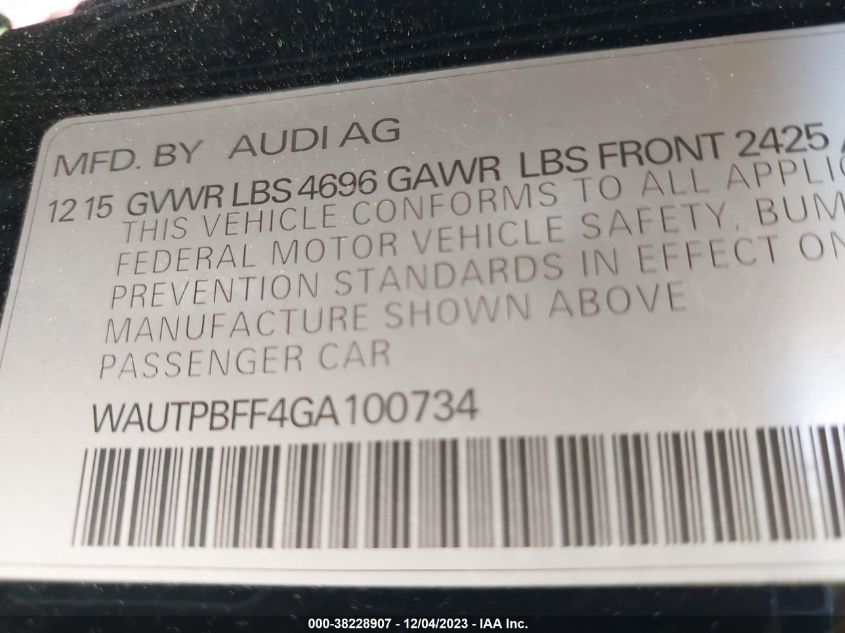 MFD. BY AUDI AG
12 15 GVWR LBS 4696 GAWR LBS FRONT 2425
THIS VEHICLE CONFORMS TO ALL APPLIC
FEDERAL MOTOR VEHICLE SAFETY, BUM
PREVENTION STANDARDS IN EFFECT ON
MANUFACTURE SHOWN ABOVE
PASSENGER CAR
WAUTPBFF4GA100734
000-38228907 - 12/04/2023 - IAA Inc.